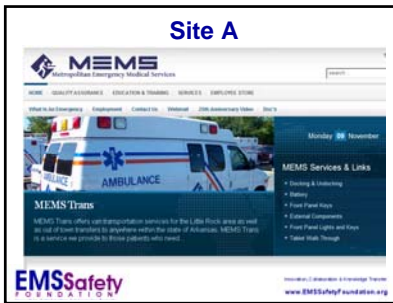 Site A
MEMS
Metropolitan Emergency Medical Services
search...
HOME QUALITY ASSURANCE EDUCATION & TRAINING SERVICES EMPLOYEE STORE
What Is An Emergency Employment Contact Us Webmail 25th Anniversary Video Doc's
Monday 09 November
AMBULANCE
AMBULANCE
MEMS Services & Links
Docking & Undocking
Battery
Front Panel Keys
External Components
Front Panel Lights and Keys
Tablet Walk Through
MEMS Trans
MEMS Trans offers van transportation services for the Little Rock area as well
as out of town transfers to anywhere within the state of Arkansas. MEMS Trans
is a service we provide to those patients who need...
EMSSafety
FOUNDATION
Innovation, Collaboration & Knowledge Transfer
www.EMSSafetyFoundation.org